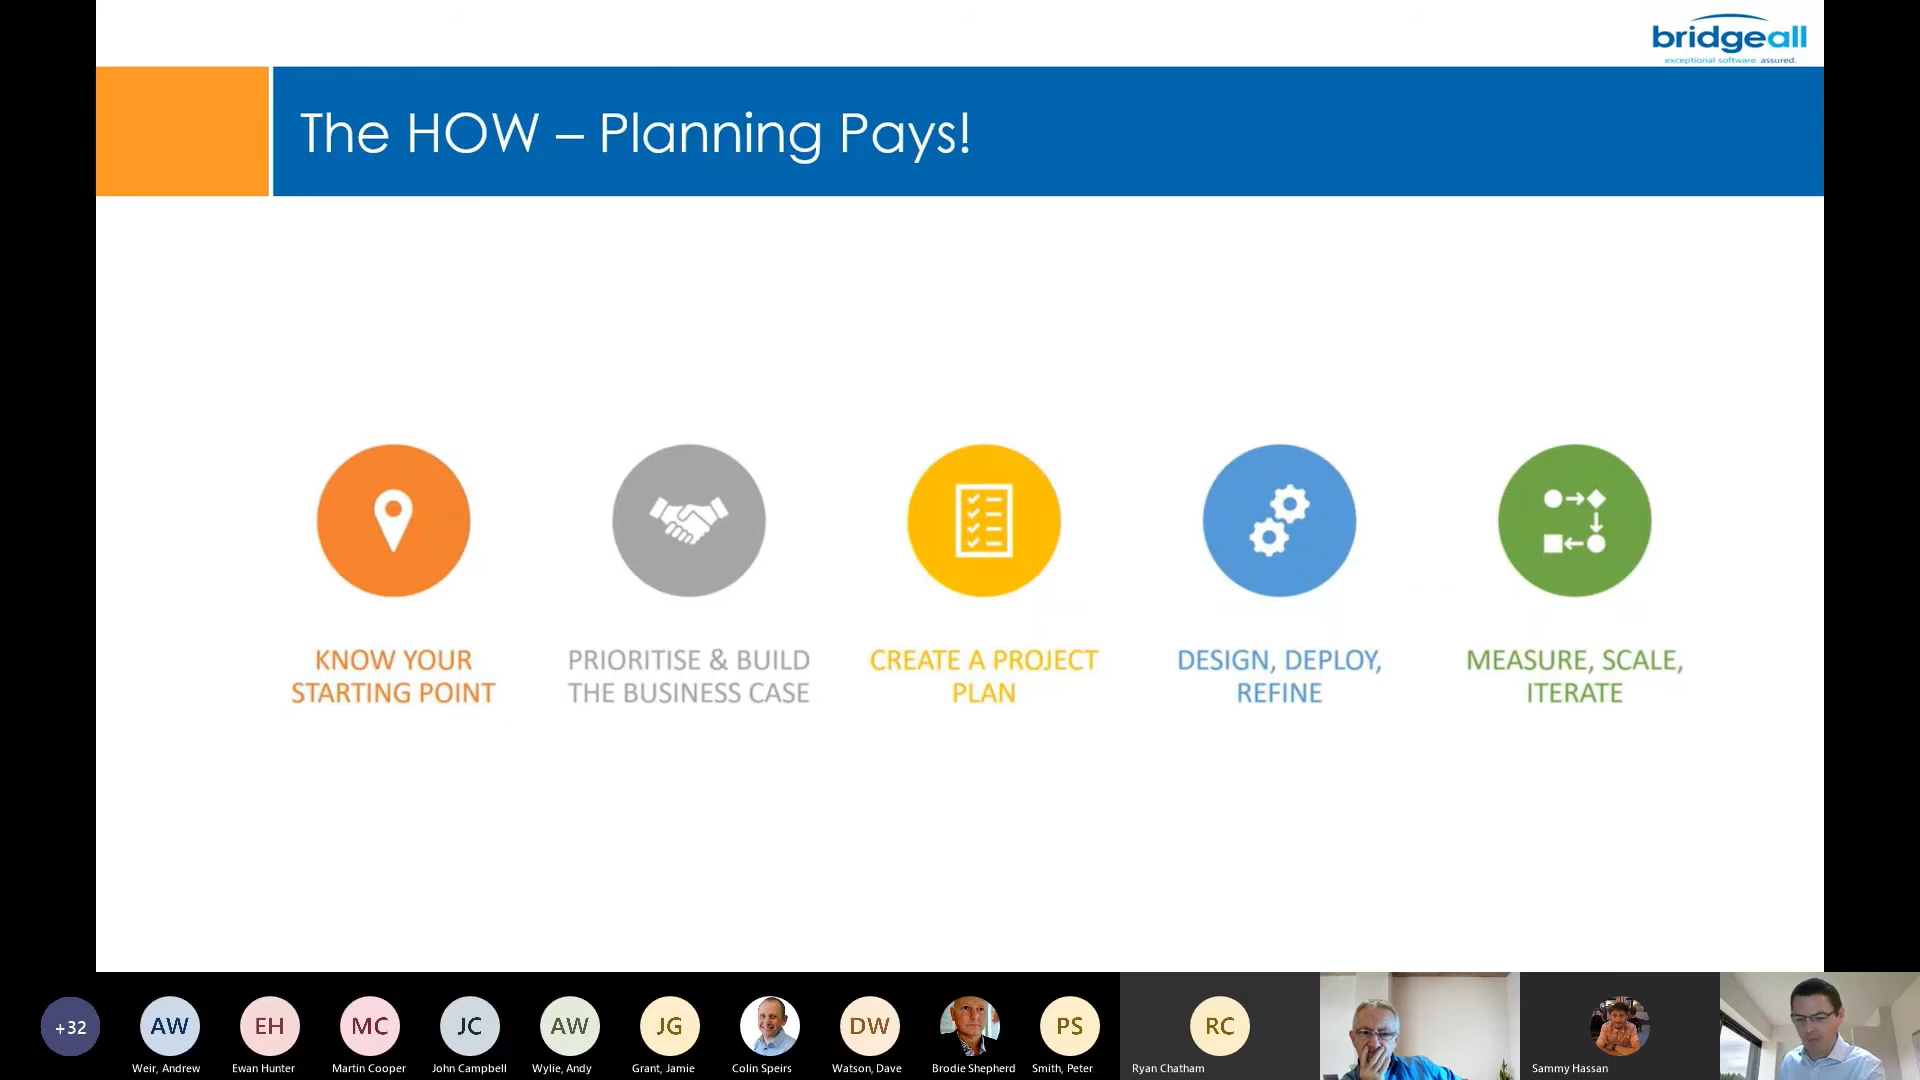 bridgeall
exceptional software. assured.
The HOW – Planning Pays!
KNOW YOUR
STARTING POINT
PRIORITISE & BUILD
THE BUSINESS CASE
CREATE A PROJECT
PLAN
DESIGN, DEPLOY,
REFINE
MEASURE, SCALE,
ITERATE
+32
AW
EH
MC
JC
AW
JG
DW
PS
RC
Weir, Andrew
Ewan Hunter
Martin Cooper
John Campbell
Wylie, Andy
Grant, Jamie
Colin Speirs
Watson, Dave
Brodie Shepherd
Smith, Peter
Ryan Chatham
Sammy Hassan